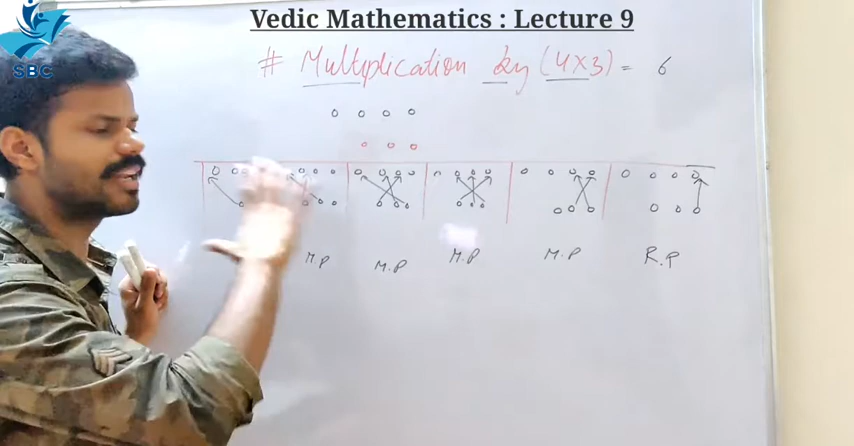 Vedic Mathematics : Lecture 9
SBC
# Multiplication by (4x3) = 6
M.P M.P M.P M.P R.P